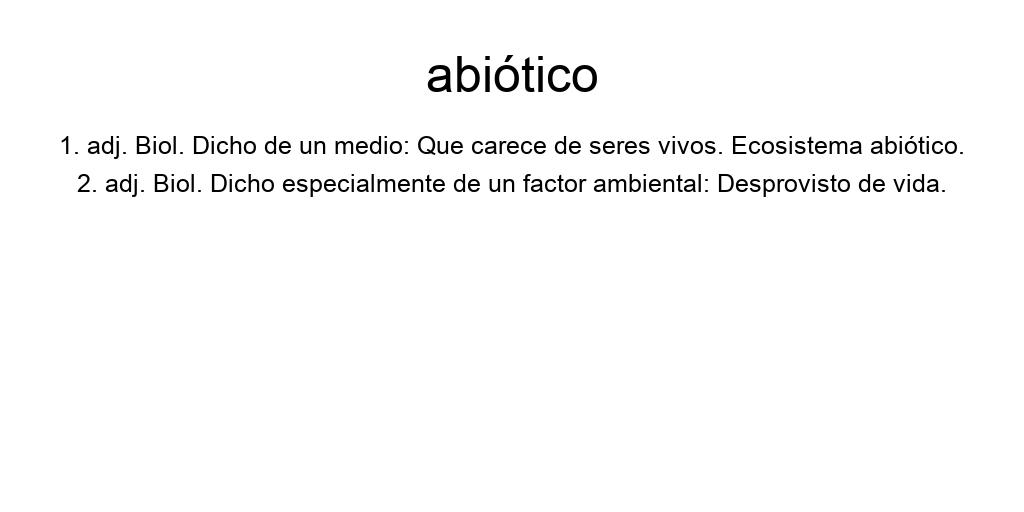 abiótico
1. adj. Biol. Dicho de un medio: Que carece de seres vivos. Ecosistema abiótico.
2. adj. Biol. Dicho especialmente de un factor ambiental: Desprovisto de vida.